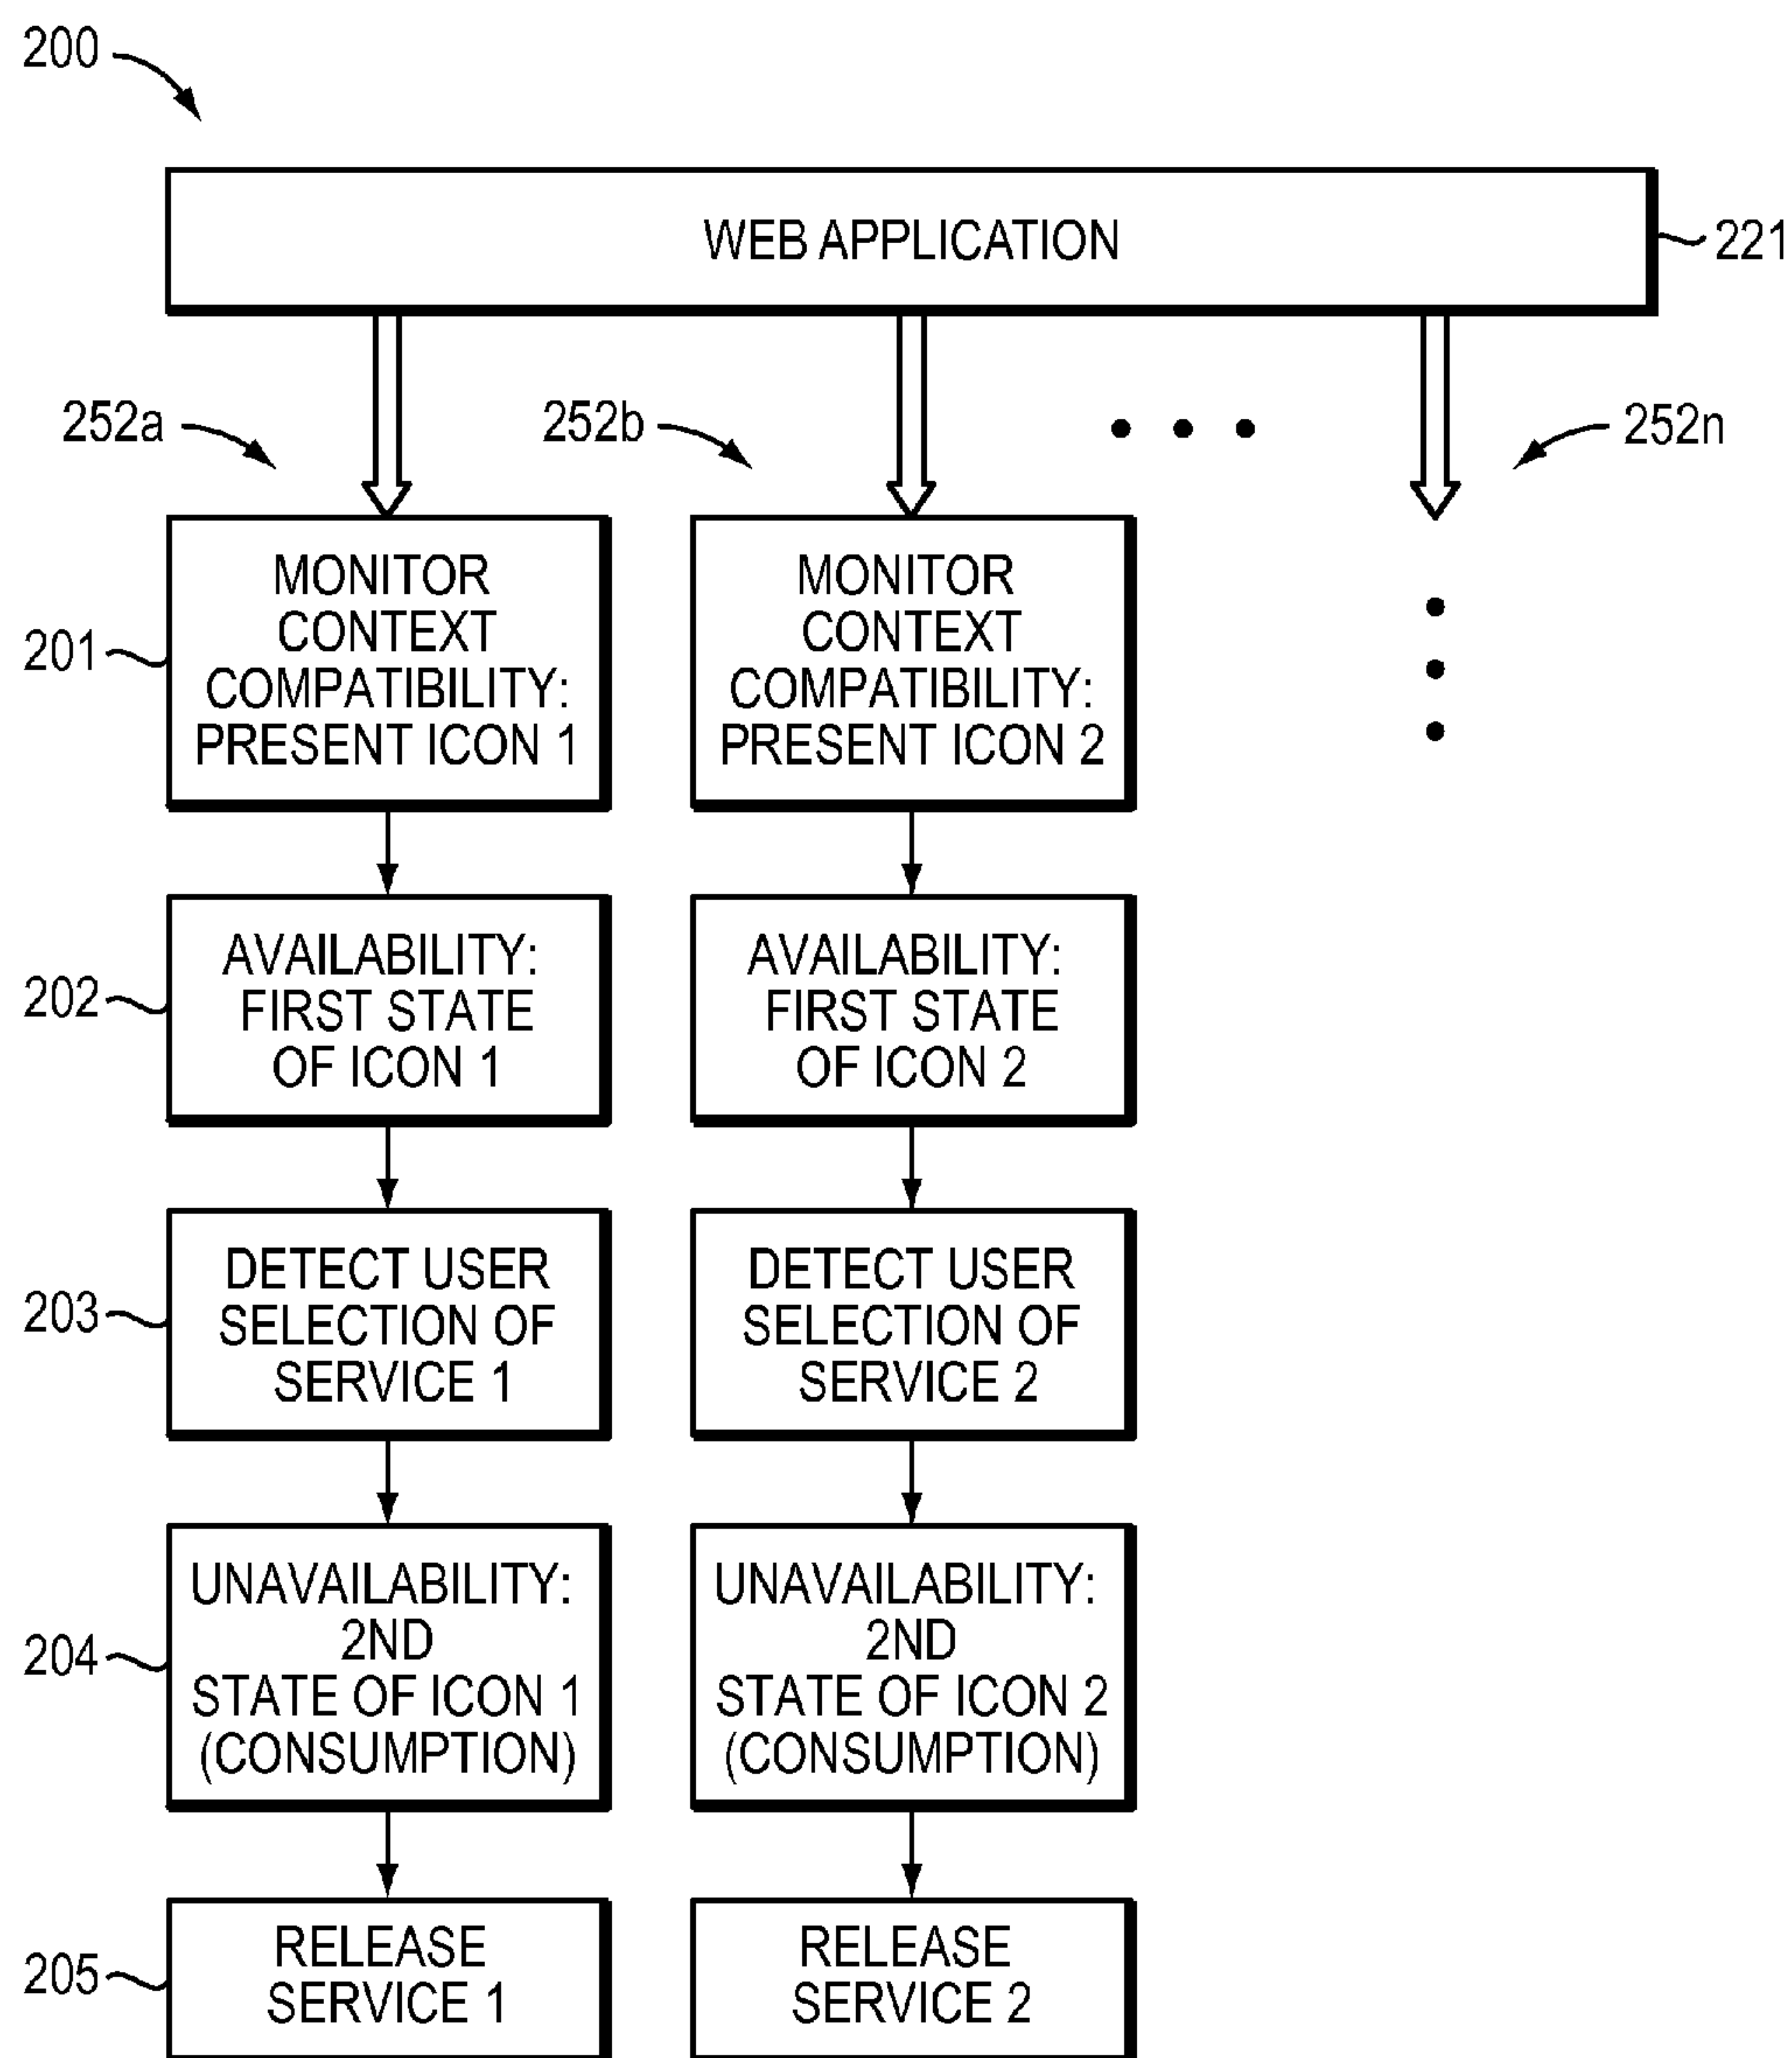 200
WEB APPLICATION
221
252a
252b
252n
201
MONITOR
CONTEXT
COMPATIBILITY:
PRESENT ICON 1
MONITOR
CONTEXT
COMPATIBILITY:
PRESENT ICON 2
202
AVAILABILITY:
FIRST STATE
OF ICON 1
AVAILABILITY:
FIRST STATE
OF ICON 2
203
DETECT USER
SELECTION OF
SERVICE 1
DETECT USER
SELECTION OF
SERVICE 2
204
UNAVAILABILITY:
2ND
STATE OF ICON 1
(CONSUMPTION)
UNAVAILABILITY:
2ND
STATE OF ICON 2
(CONSUMPTION)
205
RELEASE
SERVICE 1
RELEASE
SERVICE 2